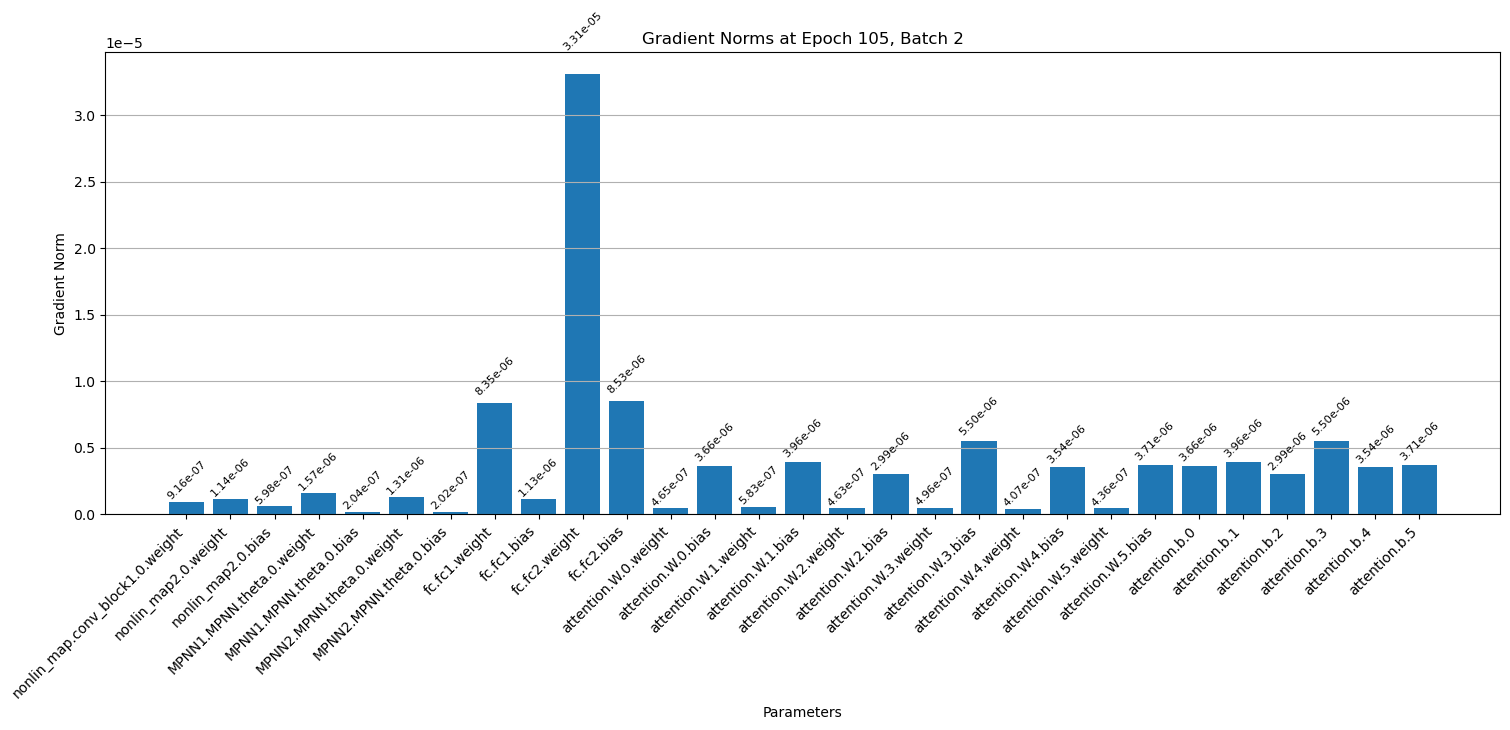 Gradient Norms at Epoch 105, Batch 2
1e−5
Gradient Norm
3.0
2.5
2.0
1.5
1.0
0.5
0.0
9.16e-07
1.14e-06
5.98e-07
1.57e-06
2.04e-07
1.31e-06
2.02e-07
8.35e-06
1.13e-06
3.31e-05
8.53e-06
4.65e-07
3.66e-06
5.83e-07
3.96e-06
4.63e-07
2.99e-06
4.96e-07
5.50e-06
4.07e-07
3.54e-06
4.36e-07
3.71e-06
3.66e-06
3.96e-06
2.99e-06
5.50e-06
3.54e-06
3.71e-06
nonlin_map.conv_block1.0.weight
nonlin_map2.0.weight
nonlin_map2.0.bias
MPNN1.MPNN.theta.0.weight
MPNN1.MPNN.theta.0.bias
MPNN2.MPNN.theta.0.weight
MPNN2.MPNN.theta.0.bias
fc.fc1.weight
fc.fc1.bias
fc.fc2.weight
fc.fc2.bias
attention.W.0.weight
attention.W.0.bias
attention.W.1.weight
attention.W.1.bias
attention.W.2.weight
attention.W.2.bias
attention.W.3.weight
attention.W.3.bias
attention.W.4.weight
attention.W.4.bias
attention.W.5.weight
attention.W.5.bias
attention.b.0
attention.b.1
attention.b.2
attention.b.3
attention.b.4
attention.b.5
Parameters